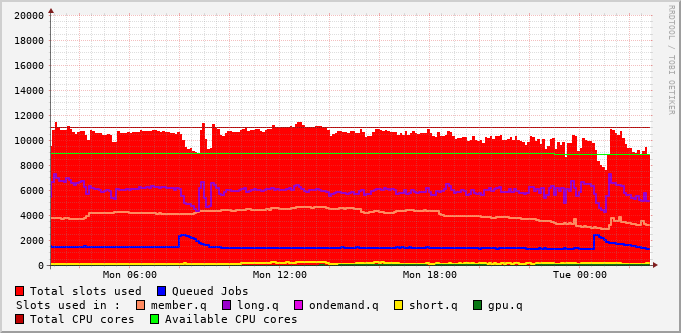 20000
18000
16000
14000
12000
10000
8000
6000
4000
2000
0
Mon 06:00 Mon 12:00 Mon 18:00 Tue 00:00
RRDTOOL / TOBI OETIKER
Total slots used Queued Jobs
Slots used in : member.q long.q ondemand.q short.q gpu.q
Total CPU cores Available CPU cores